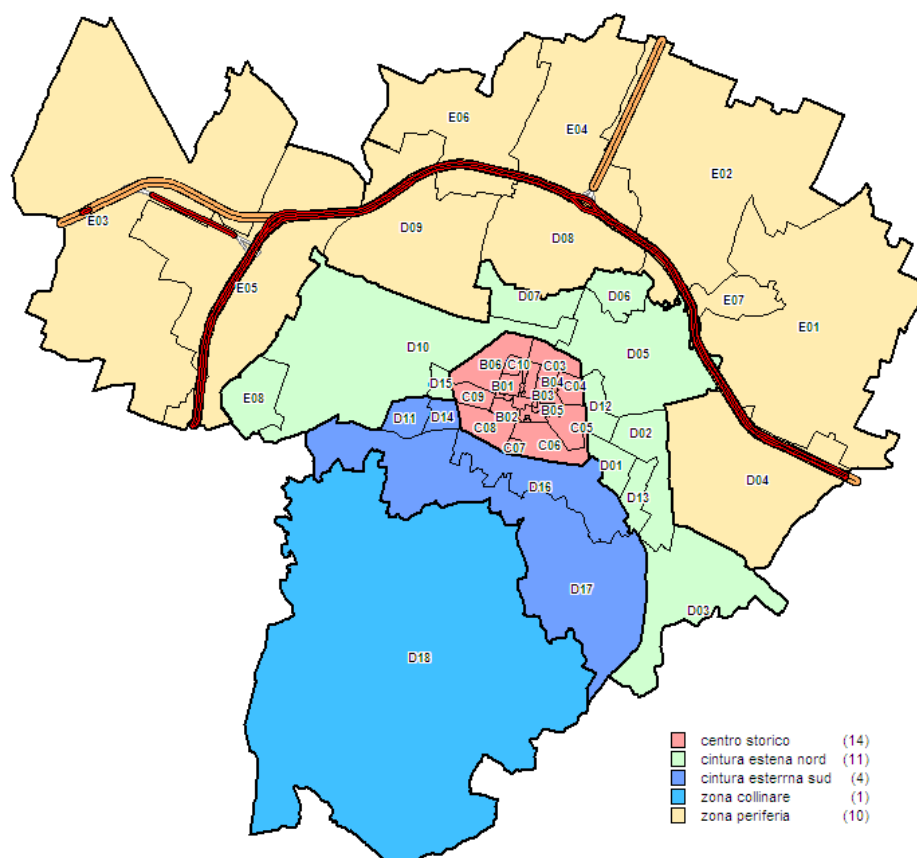 E06
E04
E02
E03
D09
D08
E05
E07
D07
D06
E01
D10
D05
B06
C10
C03
D15
B01
B04
C04
C09
B03
E08
D12
D11
D14
B02
B05
C08
C05
D02
C07
C06
D01
D04
D16
D13
D17
D03
D18
centro storico (14)
cintura estena nord (11)
cintura esterrna sud (4)
zona collinare (1)
zona periferia (10)